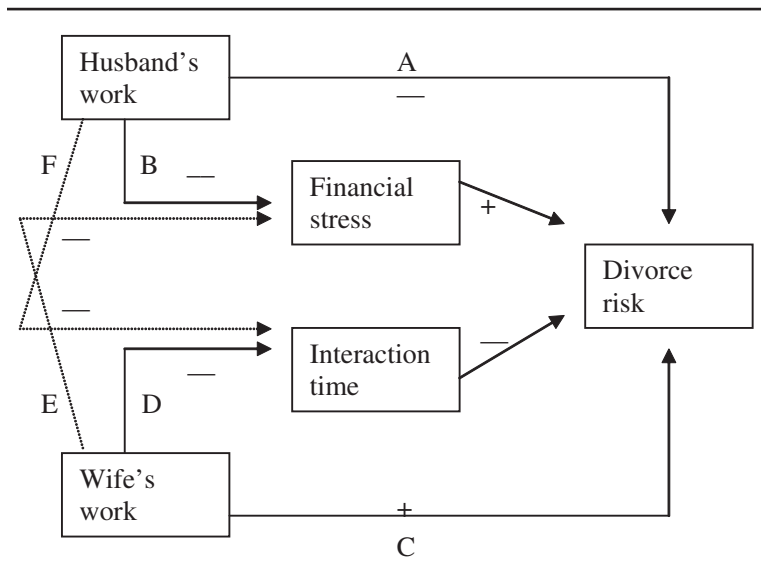 Husband's
work
A
—
F
B
—
Financial
stress
+
—
Divorce
risk
—
Interaction
time
—
—
E
D
Wife's
work
+
C